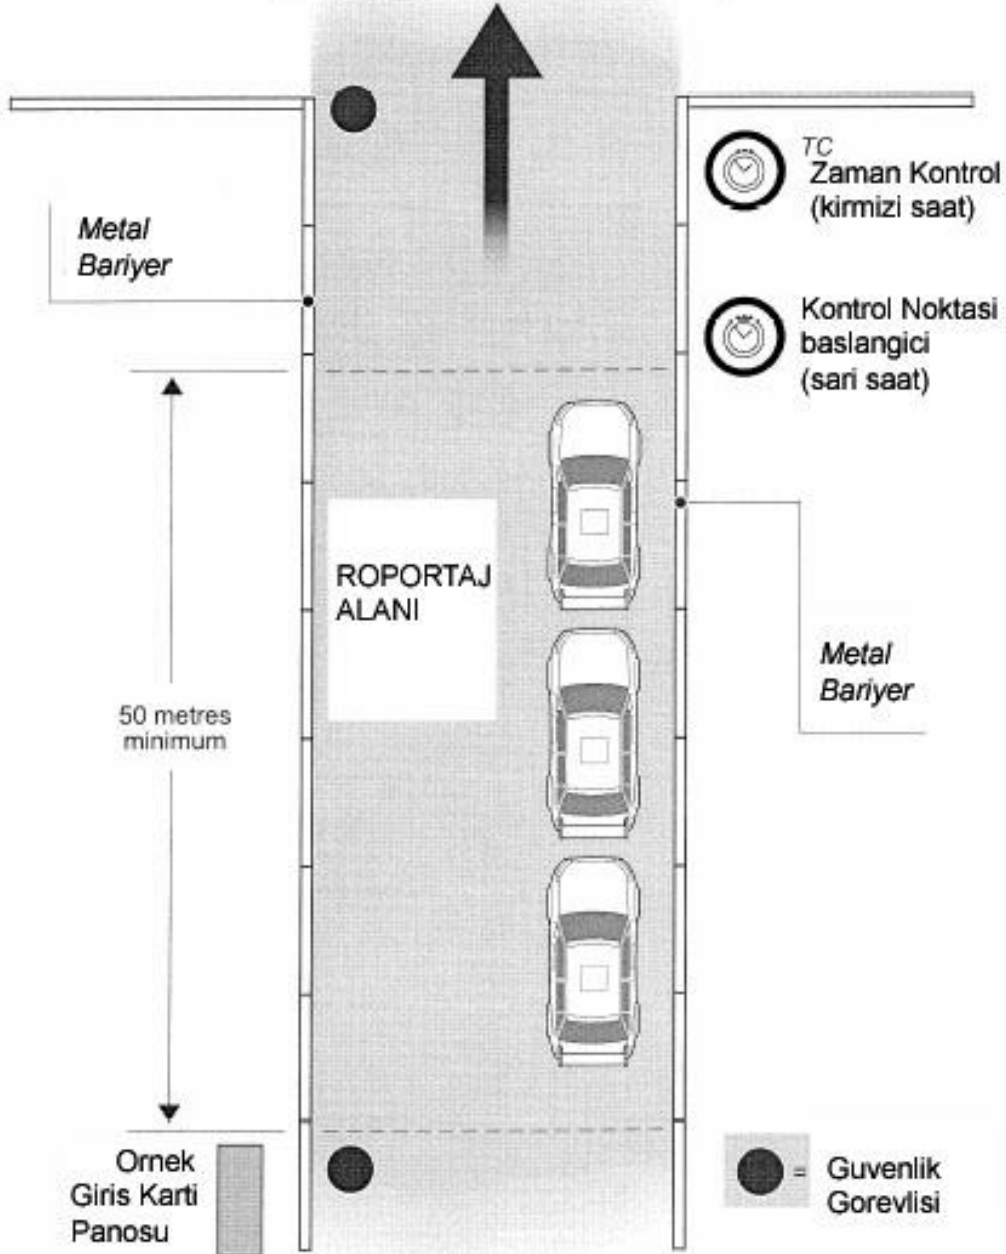 TC
Zaman Kontrol
(kirmizi saat)
Metal
Bariyer
Kontrol Noktasi
baslangici
(sari saat)
ROPORTAJ
ALANI
Metal
Bariyer
50 metres
minimum
Ornek
Giris Karti
Panosu
= Guvenlik
Gorevlisi